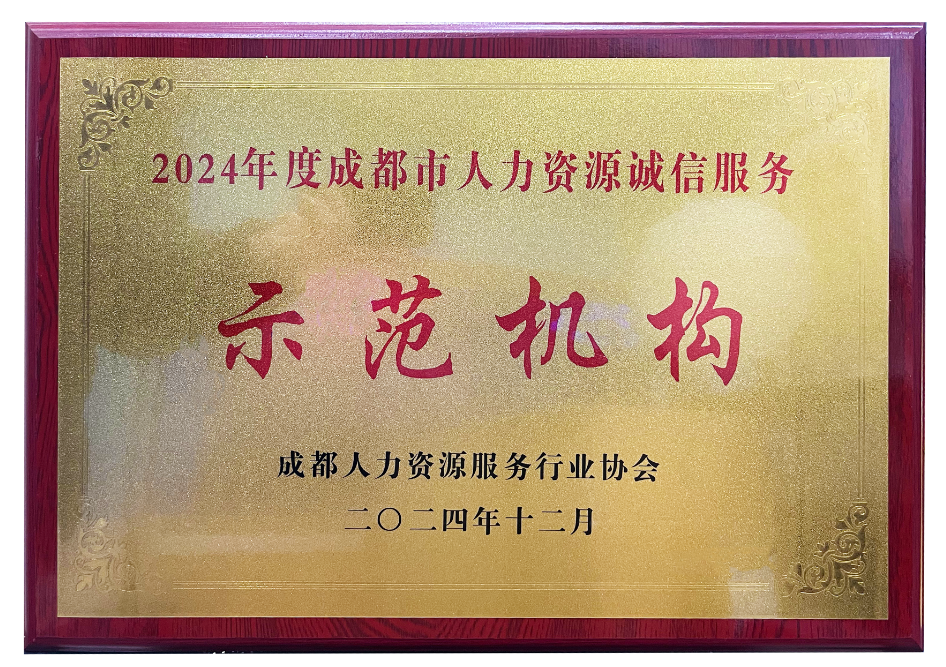 2024年度成都市人力资源诚信服务
示范机构
成都人力资源服务行业协会
二〇二四年十二月